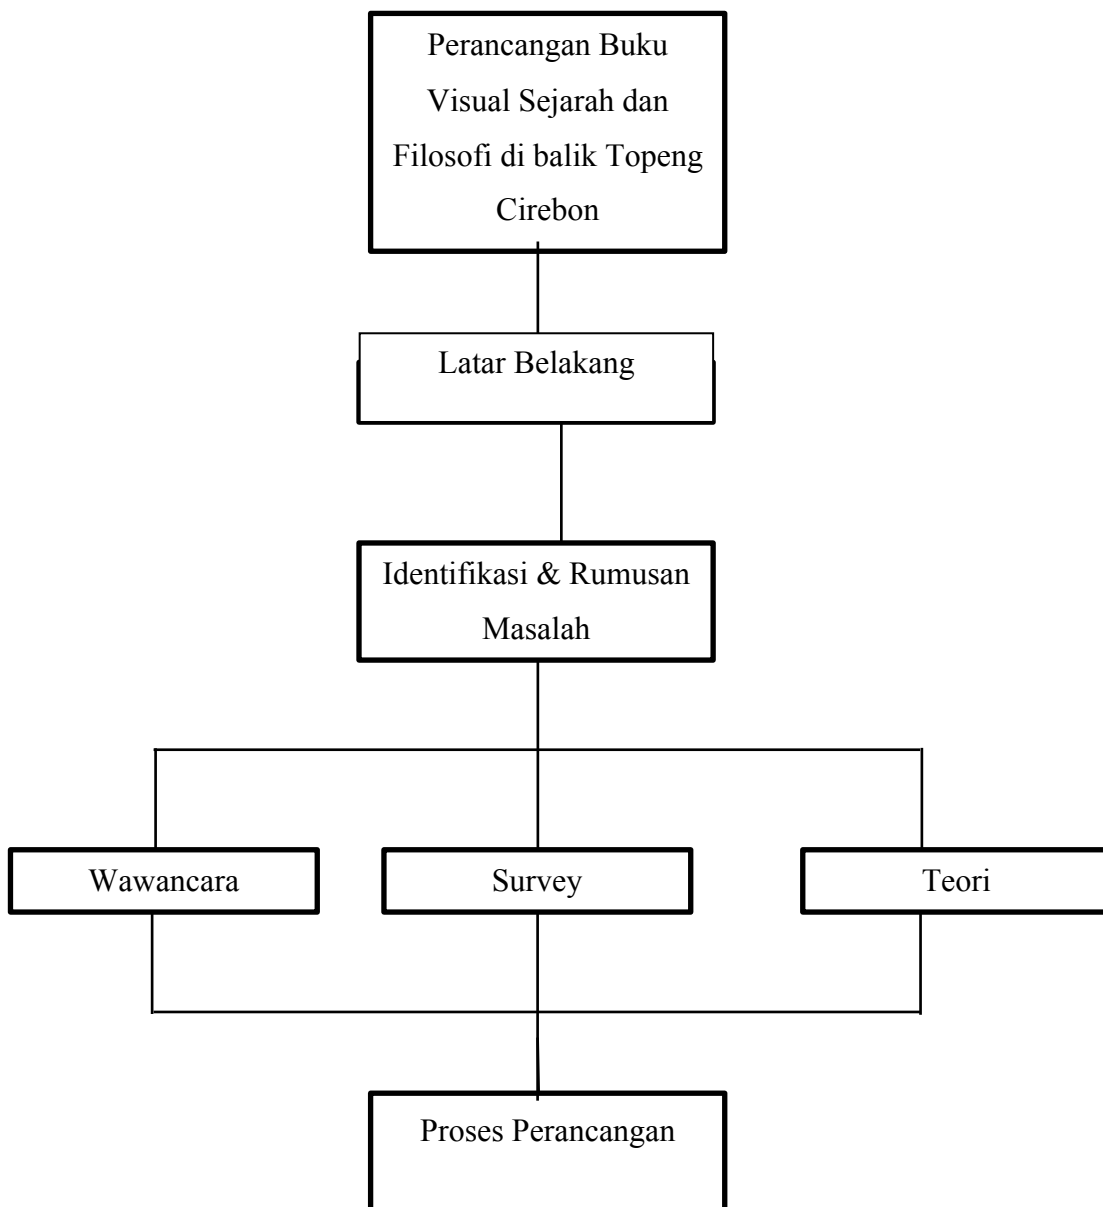 Perancangan Buku
Visual Sejarah dan
Filosofi di balik Topeng
Cirebon
Latar Belakang
Identifikasi & Rumusan
Masalah
Wawancara
Survey
Teori
Proses Perancangan